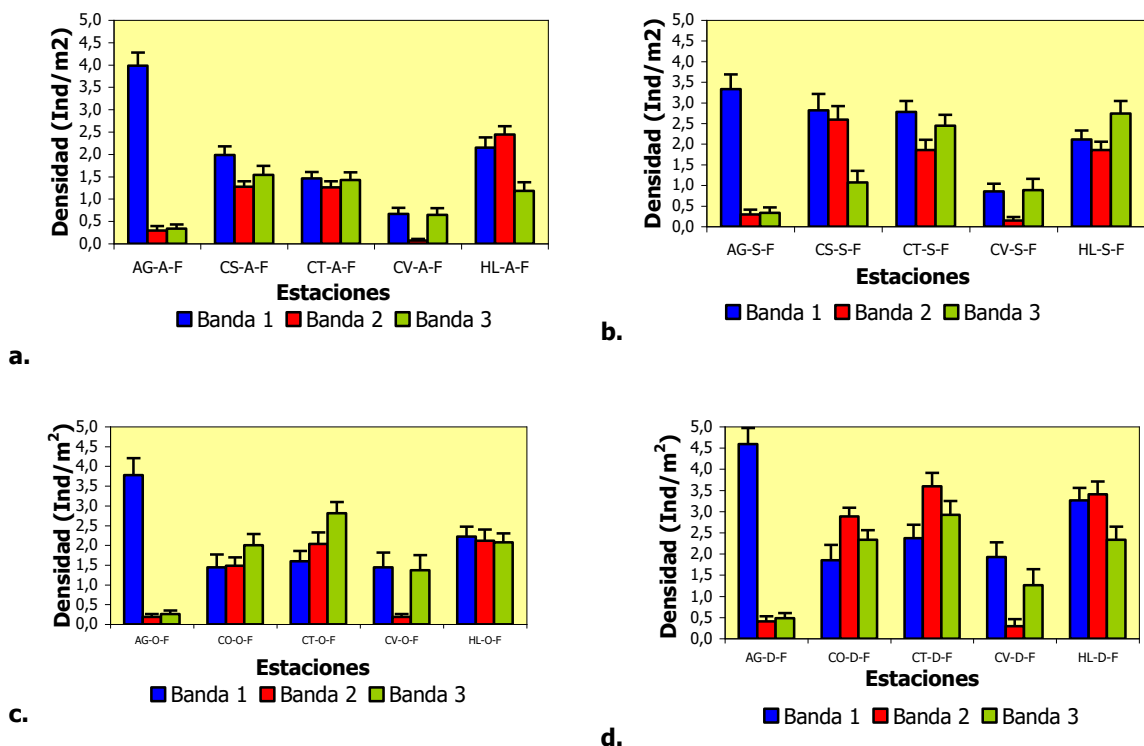 Densidad (Ind/m2)
5,0
4,5
4,0
3,5
3,0
2,5
2,0
1,5
1,0
0,5
0,0
AG-A-F CS-A-F CT-A-F CV-A-F HL-A-F
Estaciones
Banda 1 Banda 2 Banda 3
a.
Densidad (Ind/m2)
5,0
4,5
4,0
3,5
3,0
2,5
2,0
1,5
1,0
0,5
0,0
AG-S-F CS-S-F CT-S-F CV-S-F HL-S-F
Estaciones
Banda 1 Banda 2 Banda 3
b.
Densidad (Ind/m²)
5,0
4,5
4,0
3,5
3,0
2,5
2,0
1,5
1,0
0,5
0,0
AG-O-F CO-O-F CT-O-F CV-O-F HL-O-F
Estaciones
Banda 1 Banda 2 Banda 3
c.
Densidad (Ind/m²)
5,0
4,5
4,0
3,5
3,0
2,5
2,0
1,5
1,0
0,5
0,0
AG-D-F CO-D-F CT-D-F CV-D-F HL-D-F
Estaciones
Banda 1 Banda 2 Banda 3
d.